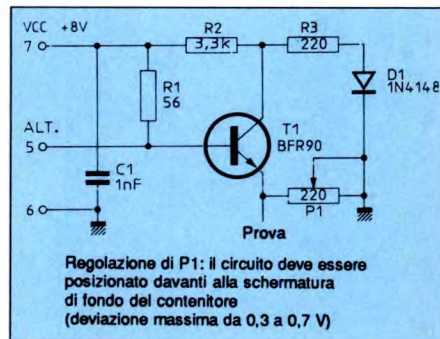 VCC +8V
7
R2
3,3k
R3
220
R1
56
D1
1N4148
ALT.
5
T1
BFR90
C1
1nF
220
P1
6
Prova
Regolazione di P1: il circuito deve essere
posizionato davanti alla schermatura
di fondo del contenitore
(deviazione massima da 0,3 a 0,7 V)